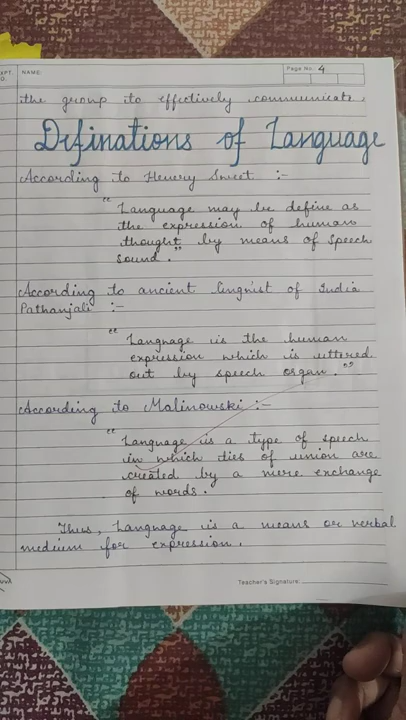 NAME:
Page No.: 4
the group to effectively communicate.
Definations of Language
According to Henery Sweet :-
" Language may be define as
the expression of human
thought by means of speech
sound. "
According to ancient linguist of India
Pathanjali :-
" Language is the human
expression which is uttered
out by speech organ. "
According to Malinowski :-
" Language is a type of speech
in which ties of union are
created by a mere exchange
of words.
Thus, Language is a means or verbal
medium for expression.
Teacher's Signature: